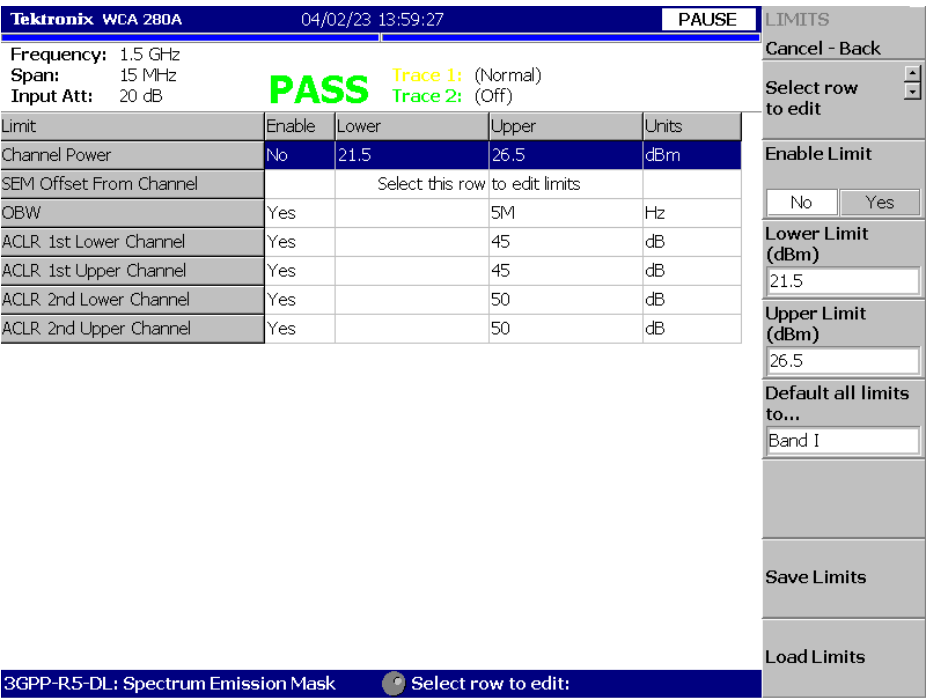 Tektronix WCA 280A 04/02/23 13:59:27 PAUSE
Frequency: 1.5 GHz
Span: 15 MHz
Input Att: 20 dB
PASS
Trace 1: (Normal)
Trace 2: (Off)
Limit Enable Lower Upper Units
Channel Power No 21.5 26.5 dBm
SEM Offset From Channel Select this row to edit limits
OBW Yes 5M Hz
ACLR 1st Lower Channel Yes 45 dB
ACLR 1st Upper Channel Yes 45 dB
ACLR 2nd Lower Channel Yes 50 dB
ACLR 2nd Upper Channel Yes 50 dB
3GPP-R5-DL: Spectrum Emission Mask Select row to edit:
LIMITS
Cancel - Back
Select row
to edit
Enable Limit
No Yes
Lower Limit
(dBm)
21.5
Upper Limit
(dBm)
26.5
Default all limits
to...
Band I
Save Limits
Load Limits